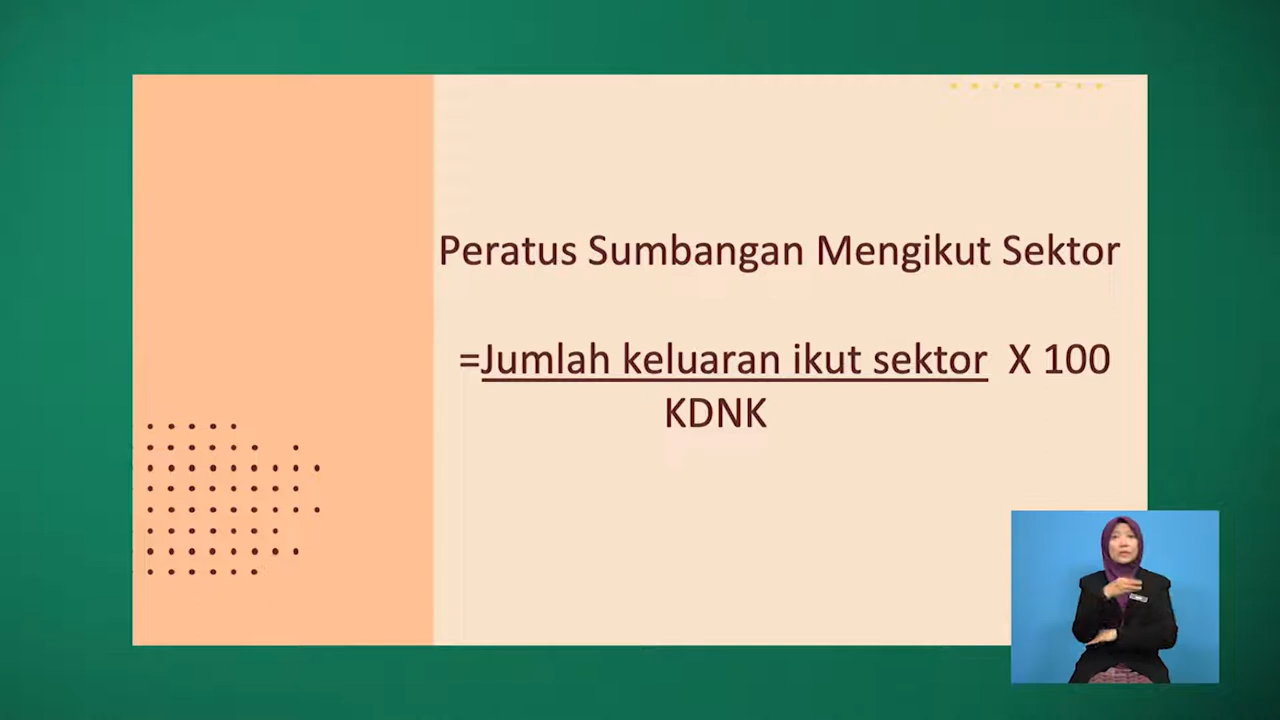 Peratus Sumbangan Mengikut Sektor
=Jumlah keluaran ikut sektor X 100
KDNK